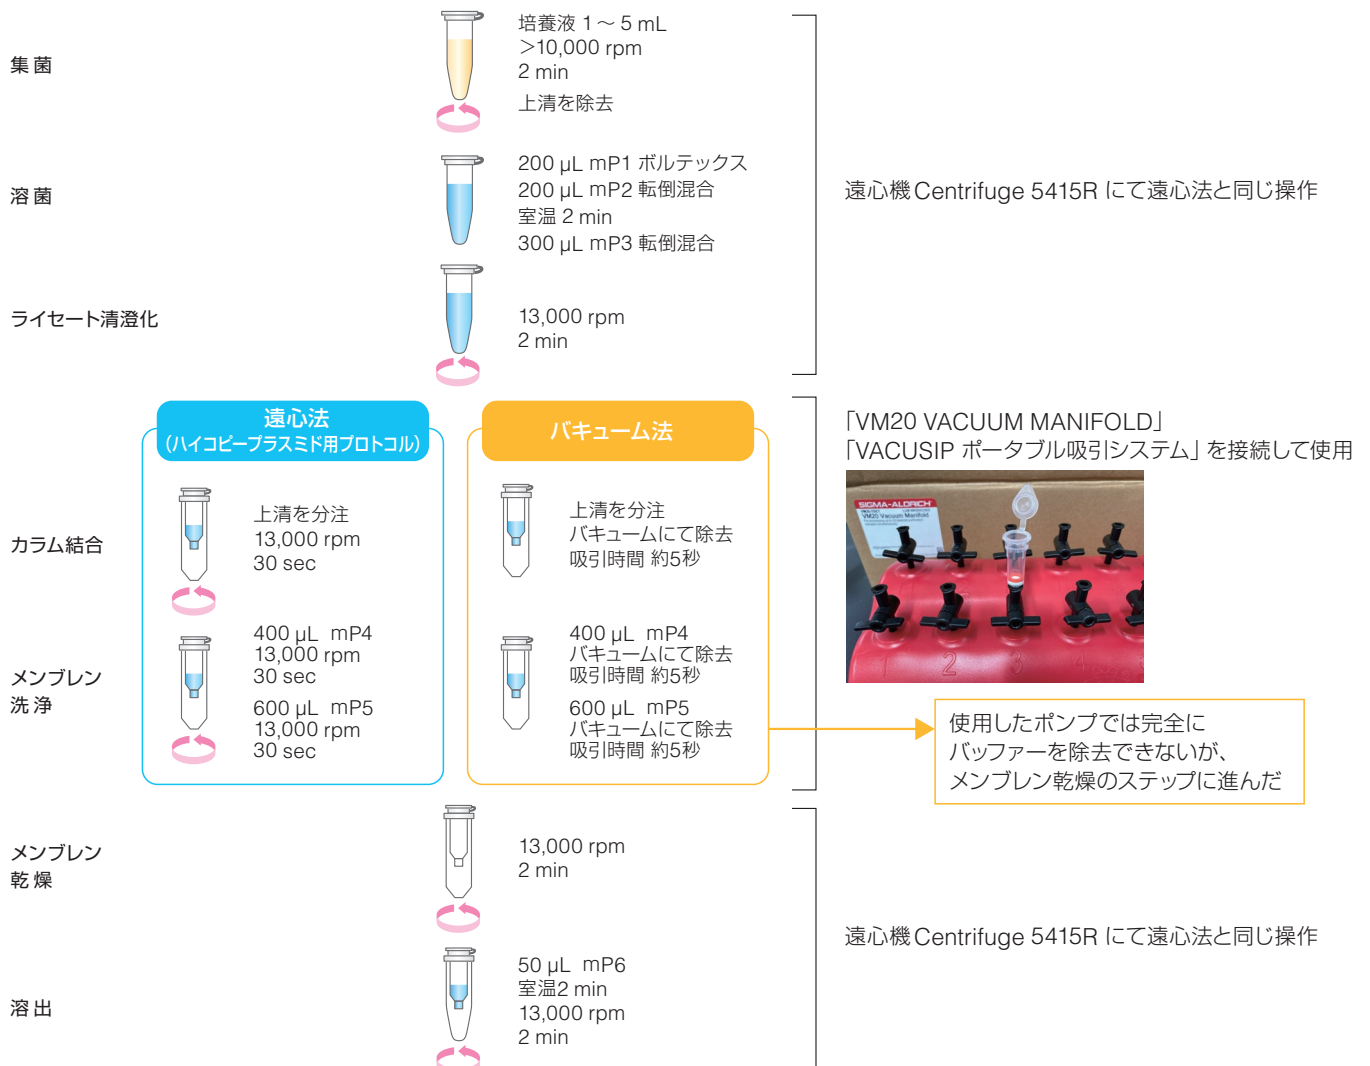 集菌
培養液 1～5 mL
>10,000 rpm
2 min
上清を除去
溶菌
200 µL mP1 ボルテックス
200 µL mP2 転倒混合
室温 2 min
300 µL mP3 転倒混合
遠心機 Centrifuge 5415R にて遠心法と同じ操作
ライセート清澄化
13,000 rpm
2 min
遠心法
(ハイコピープラスミド用プロトコル)
バキューム法
「VM20 VACUUM MANIFOLD」
「VACUSIP ポータブル吸引システム」を接続して使用
カラム結合
上清を分注
13,000 rpm
30 sec
上清を分注
バキュームにて除去
吸引時間 約5秒
SIGMA-ALDRICH
VM20 Vacuum Manifold
1
2
3
4
メンブレン
洗浄
400 µL mP4
13,000 rpm
30 sec
600 µL mP5
13,000 rpm
30 sec
400 µL mP4
バキュームにて除去
吸引時間 約5秒
600 µL mP5
バキュームにて除去
吸引時間 約5秒
使用したポンプでは完全に
バッファーを除去できないが、
メンブレン乾燥のステップに進んだ
メンブレン
乾燥
13,000 rpm
2 min
遠心機 Centrifuge 5415R にて遠心法と同じ操作
溶出
50 µL mP6
室温2 min
13,000 rpm
2 min